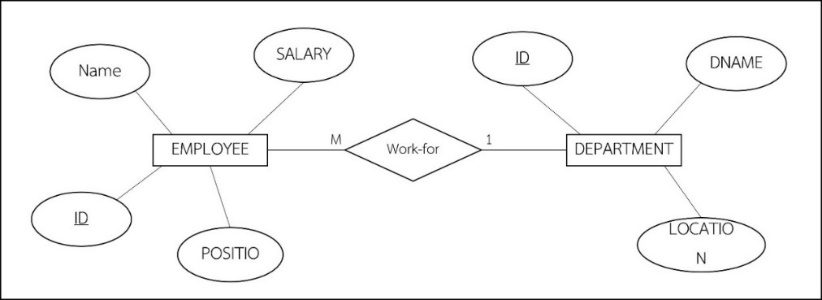 SALARY
Name
ID
DNAME
EMPLOYEE
M
Work-for
1
DEPARTMENT
ID
POSITIO
LOCATIO
N